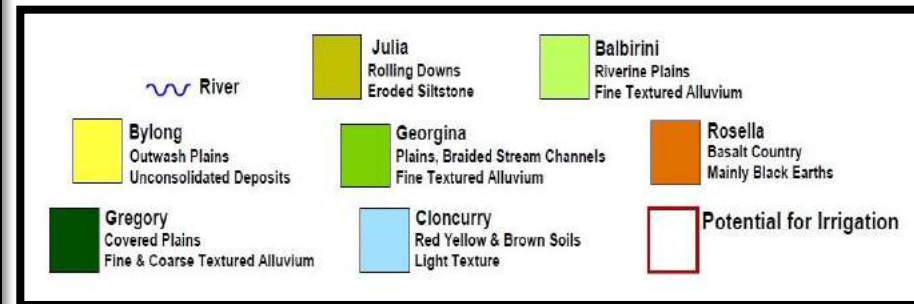 River
Julia
Rolling Downs
Eroded Siltstone
Balbirini
Riverine Plains
Fine Textured Alluvium
Bylong
Outwash Plains
Unconsolidated Deposits
Georgina
Plains, Braided Stream Channels
Fine Textured Alluvium
Rosella
Basalt Country
Mainly Black Earths
Gregory
Covered Plains
Fine & Coarse Textured Alluvium
Cloncurry
Red Yellow & Brown Soils
Light Texture
Potential for Irrigation